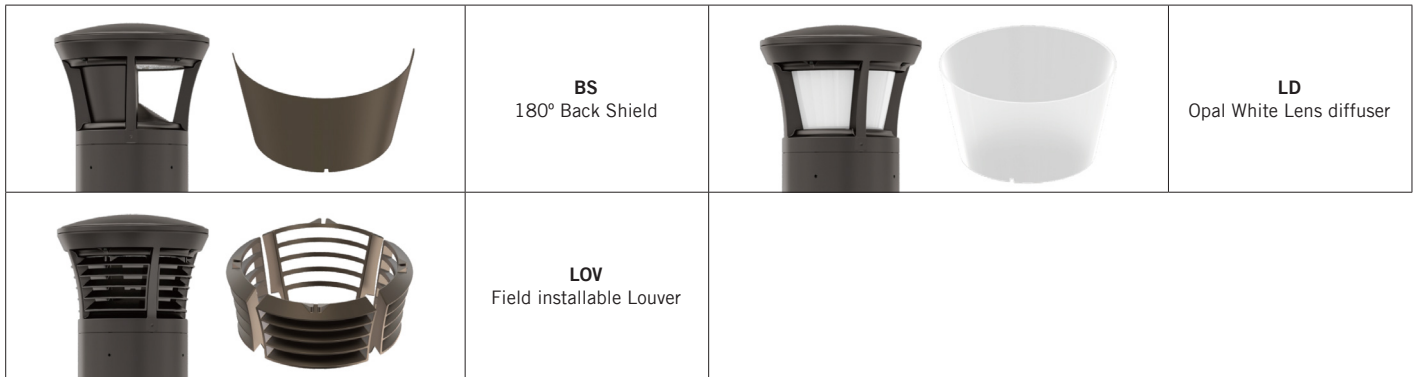 BS
180º Back Shield
LD
Opal White Lens diffuser
LOV
Field installable Louver